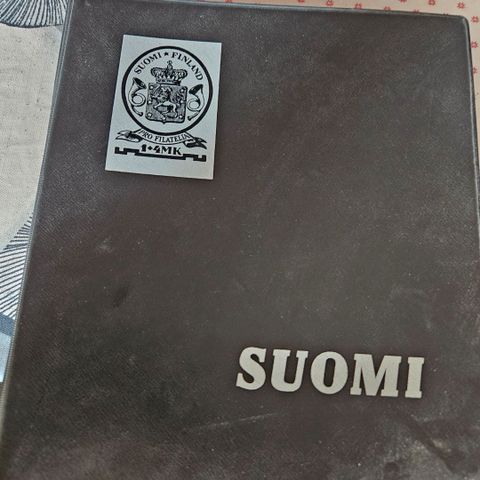 SUOMI • FINLAND
PRO FILATELIA
1+4MK
SUOMI